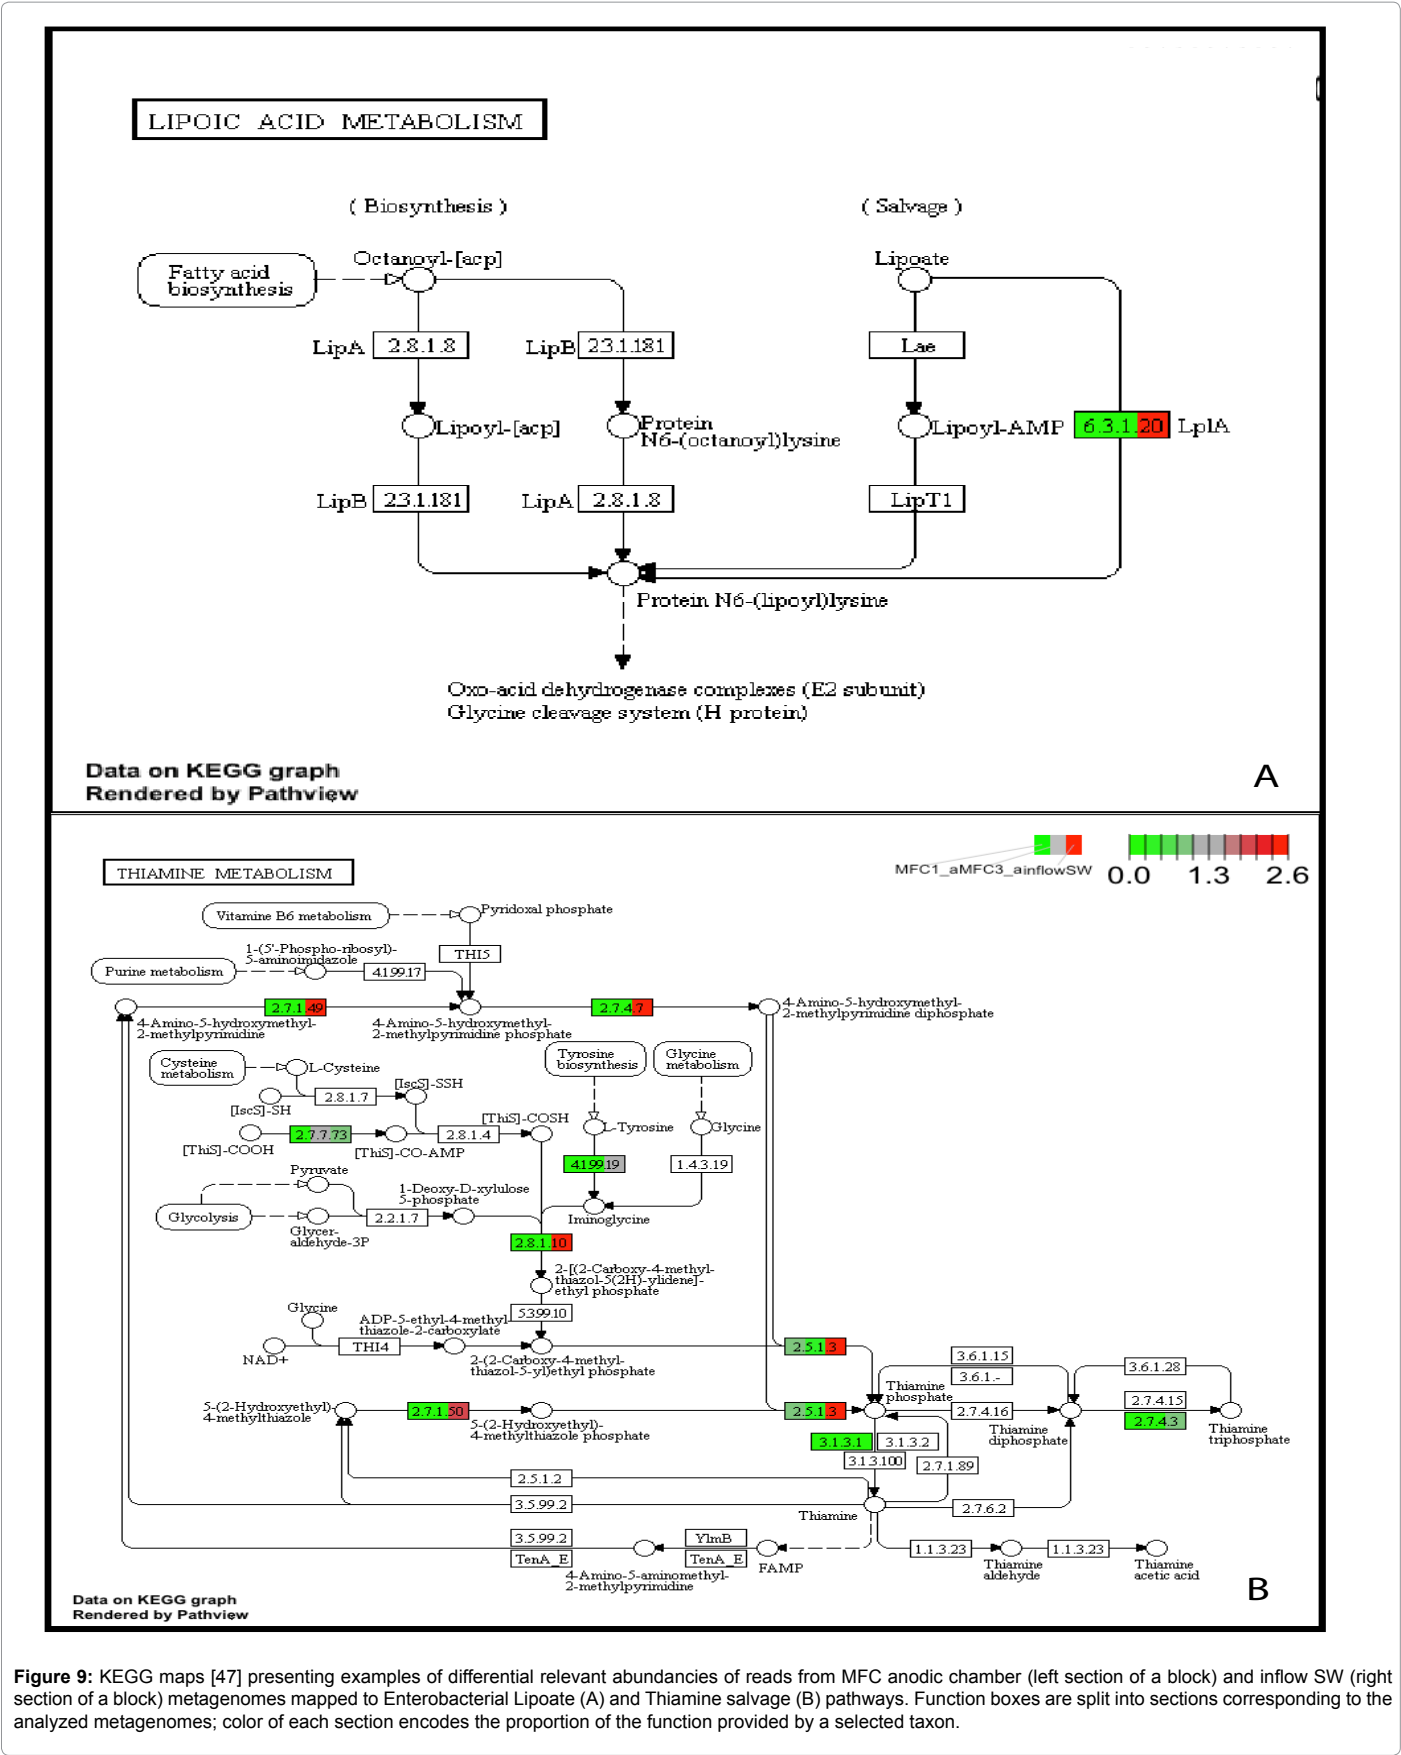 LIPOIC ACID METABOLISM
( Biosynthesis )
( Salvage )
Fatty acid
biosynthesis
Octanoyl-[acp]
Lipoate
LipA
2.8.1.8
LipB
2.3.1.181
Lae
Lipoyl-[acp]
Protein
N6-(octanoyl)lysine
Lipoyl-AMP
6.3.1.20
LplA
LipB
2.3.1.181
LipA
2.8.1.8
LipT1
Protein N6-(lipoyl)lysine
Oxo-acid dehydrogenase complexes (E2 subunit)
Glycine cleavage system (H protein)
Data on KEGG graph
Rendered by Pathview
A
MFC1_aMFC3_ainflowSW
0.0
1.3
2.6
THIAMINE METABOLISM
Vitamine B6 metabolism
Pyridoxal phosphate
THI5
1-(5'-Phospho-ribosyl)-
5-aminoimidazole
Purine metabolism
4.1.99.17
2.7.1.49
2.7.4.7
4-Amino-5-hydroxymethyl-
2-methylpyrimidine
4-Amino-5-hydroxymethyl-
2-methylpyrimidine phosphate
4-Amino-5-hydroxymethyl-
2-methylpyrimidine diphosphate
Cysteine
metabolism
L-Cysteine
[IscS]-SH
2.8.1.7
[IscS]-SSH
Tyrosine
biosynthesis
Glycine
metabolism
[ThiS]-COOH
2.7.7.73
[ThiS]-CO-AMP
2.8.1.4
[ThiS]-COSH
L-Tyrosine
Glycine
4.1.99.19
1.4.3.19
Iminoglycine
Pyruvate
Glycolysis
Glycer-
aldehyde-3P
2.2.1.7
1-Deoxy-D-xylulose
5-phosphate
2.8.1.10
2-[(2-Carboxy-4-methyl-
thiazol-5(2H)-ylidene]-
ethyl phosphate
5.3.99.10
Glycine
NAD+
THI4
ADP-5-ethyl-4-methyl
thiazole-2-carboxylate
2-(2-Carboxy-4-methyl-
thiazol-5-yl)ethyl phosphate
2.5.1.3
3.6.1.15
3.6.1.-
3.6.1.28
5-(2-Hydroxyethyl)-
4-methylthiazole
2.7.1.50
5-(2-Hydroxyethyl)-
4-methylthiazole phosphate
2.5.1.3
Thiamine
phosphate
2.7.4.16
Thiamine
diphosphate
2.7.4.15
2.7.4.3
Thiamine
triphosphate
3.1.3.1
3.1.3.2
3.1.3.100
2.7.1.89
2.5.1.2
3.5.99.2
Thiamine
2.7.6.2
3.5.99.2
TenA_E
4-Amino-5-aminomethyl-
2-methylpyrimidine
YlmB
TenA_E
FAMP
1.1.3.23
Thiamine
aldehyde
1.1.3.23
Thiamine
acetic acid
Data on KEGG graph
Rendered by Pathview
B
Figure 9: KEGG maps [47] presenting examples of differential relevant abundancies of reads from MFC anodic chamber (left section of a block) and inflow SW (right
section of a block) metagenomes mapped to Enterobacterial Lipoate (A) and Thiamine salvage (B) pathways. Function boxes are split into sections corresponding to the
analyzed metagenomes; color of each section encodes the proportion of the function provided by a selected taxon.